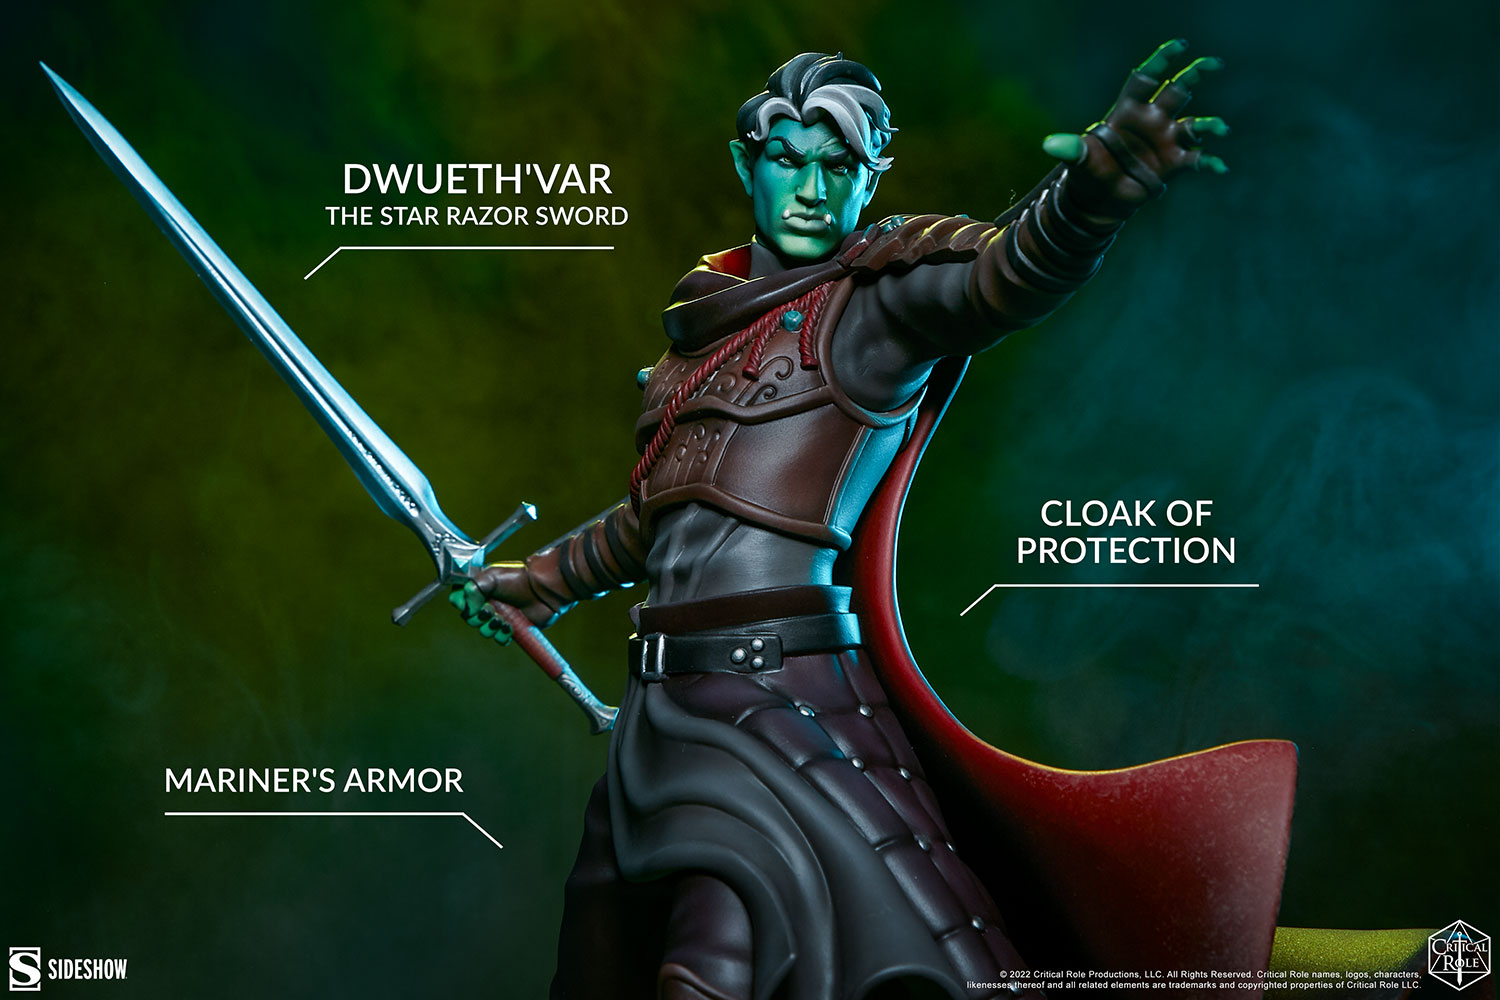 DWUETH'VAR
THE STAR RAZOR SWORD
CLOAK OF
PROTECTION
MARINER'S ARMOR
S SIDESHOW
CRITICAL
ROLE
© 2022 Critical Role Productions, LLC. All Rights Reserved. Critical Role names, logos, characters,
likenesses thereof and all related elements are trademarks and copyrighted properties of Critical Role LLC.